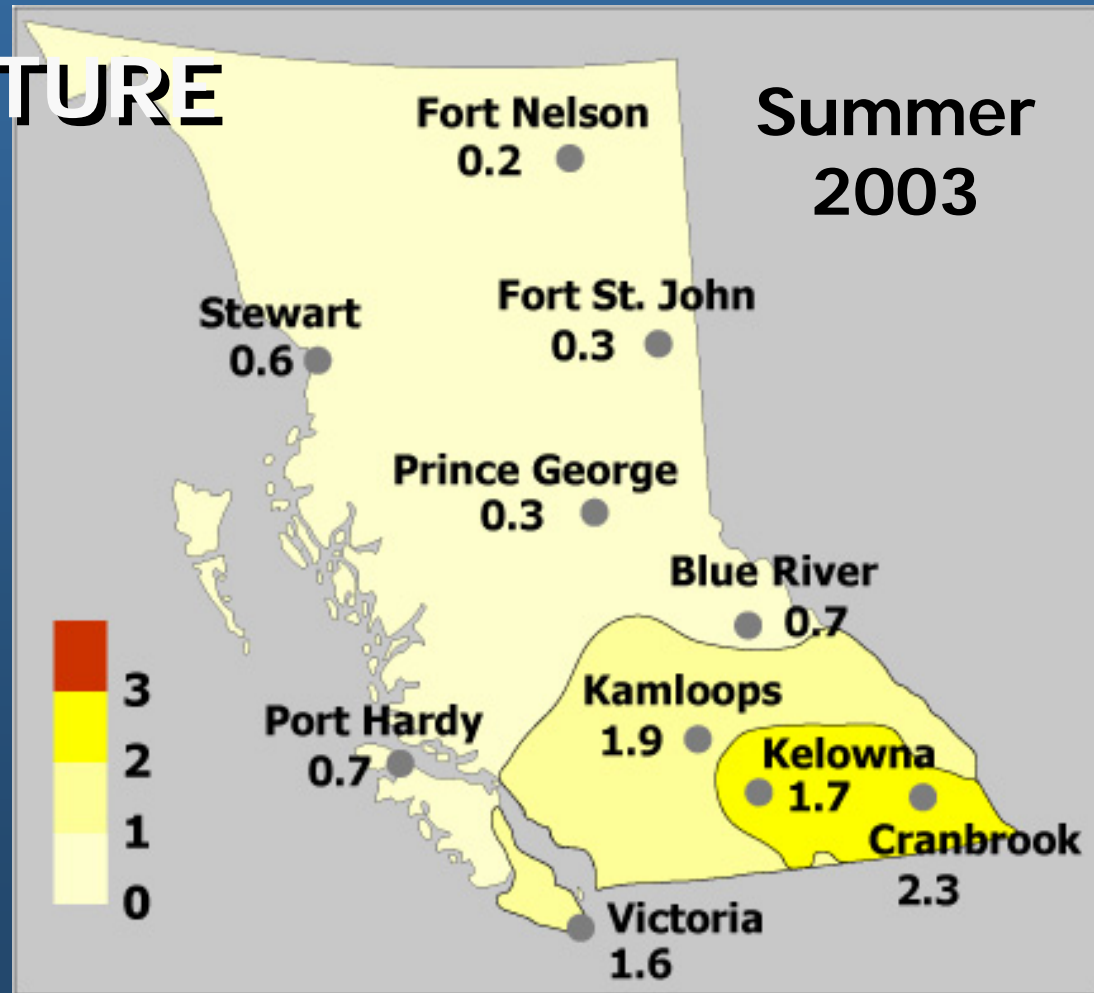 TURE
Summer
2003
Fort Nelson
0.2
Fort St. John
0.3
Stewart
0.6
Prince George
0.3
Blue River
0.7
Kamloops
1.9
Port Hardy
0.7
Kelowna
1.7
Cranbrook
2.3
Victoria
1.6
3
2
1
0